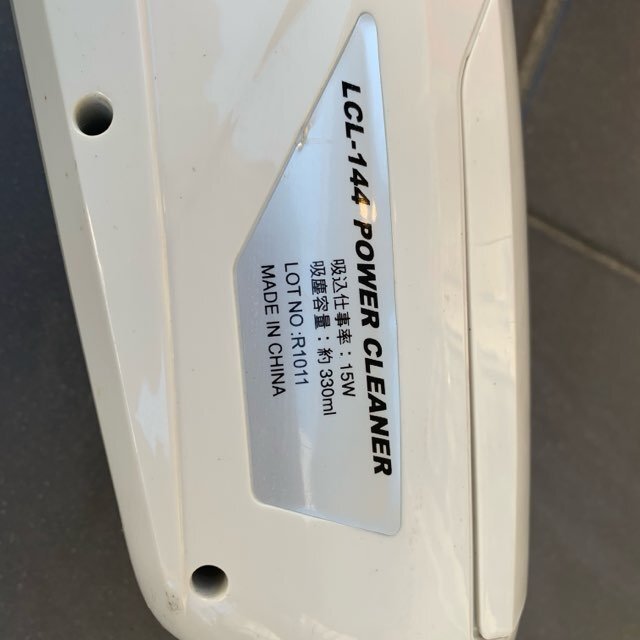 LCL-144 POWER CLEANER
吸込仕事率：15W
吸塵容量：約 330ml
LOT NO :R1011
MADE IN CHINA